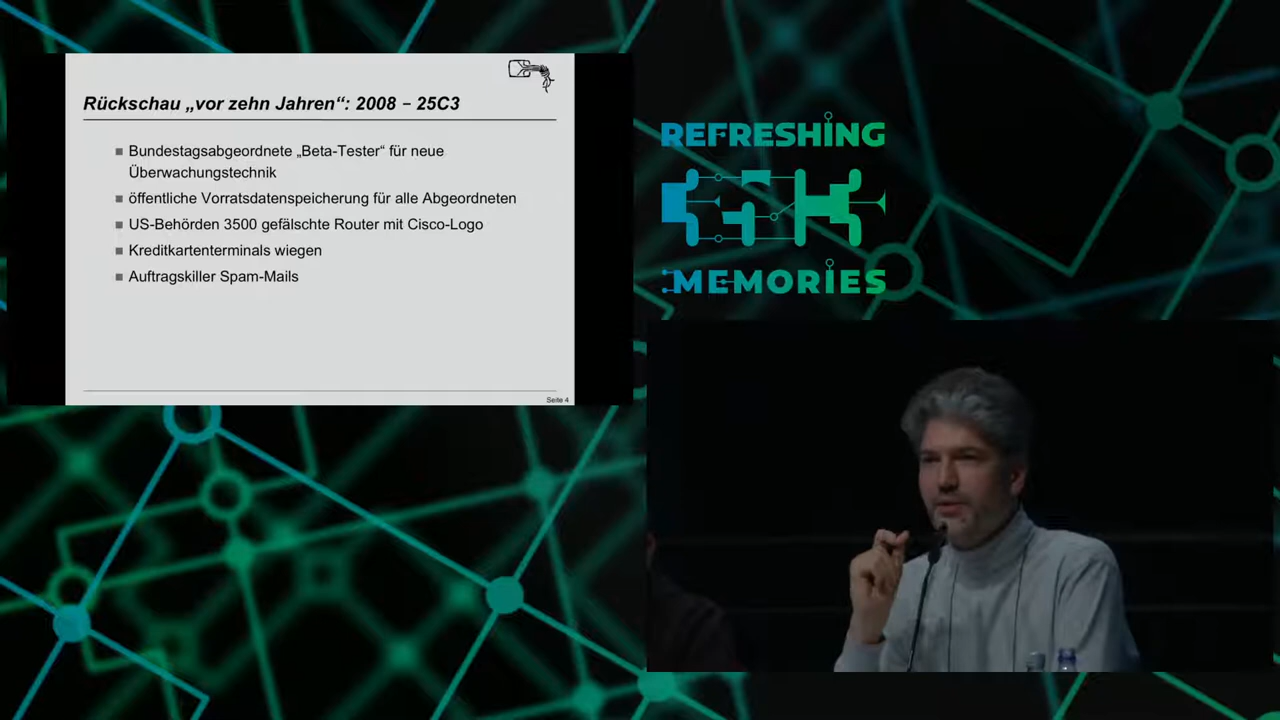 Rückschau „vor zehn Jahren“: 2008 – 25C3
Bundestagsabgeordnete „Beta-Tester“ für neue
Überwachungstechnik
öffentliche Vorratsdatenspeicherung für alle Abgeordneten
US-Behörden 3500 gefälschte Router mit Cisco-Logo
Kreditkartenterminals wiegen
Auftragskiller Spam-Mails
Seite 4
REFRESHING
MEMORIES